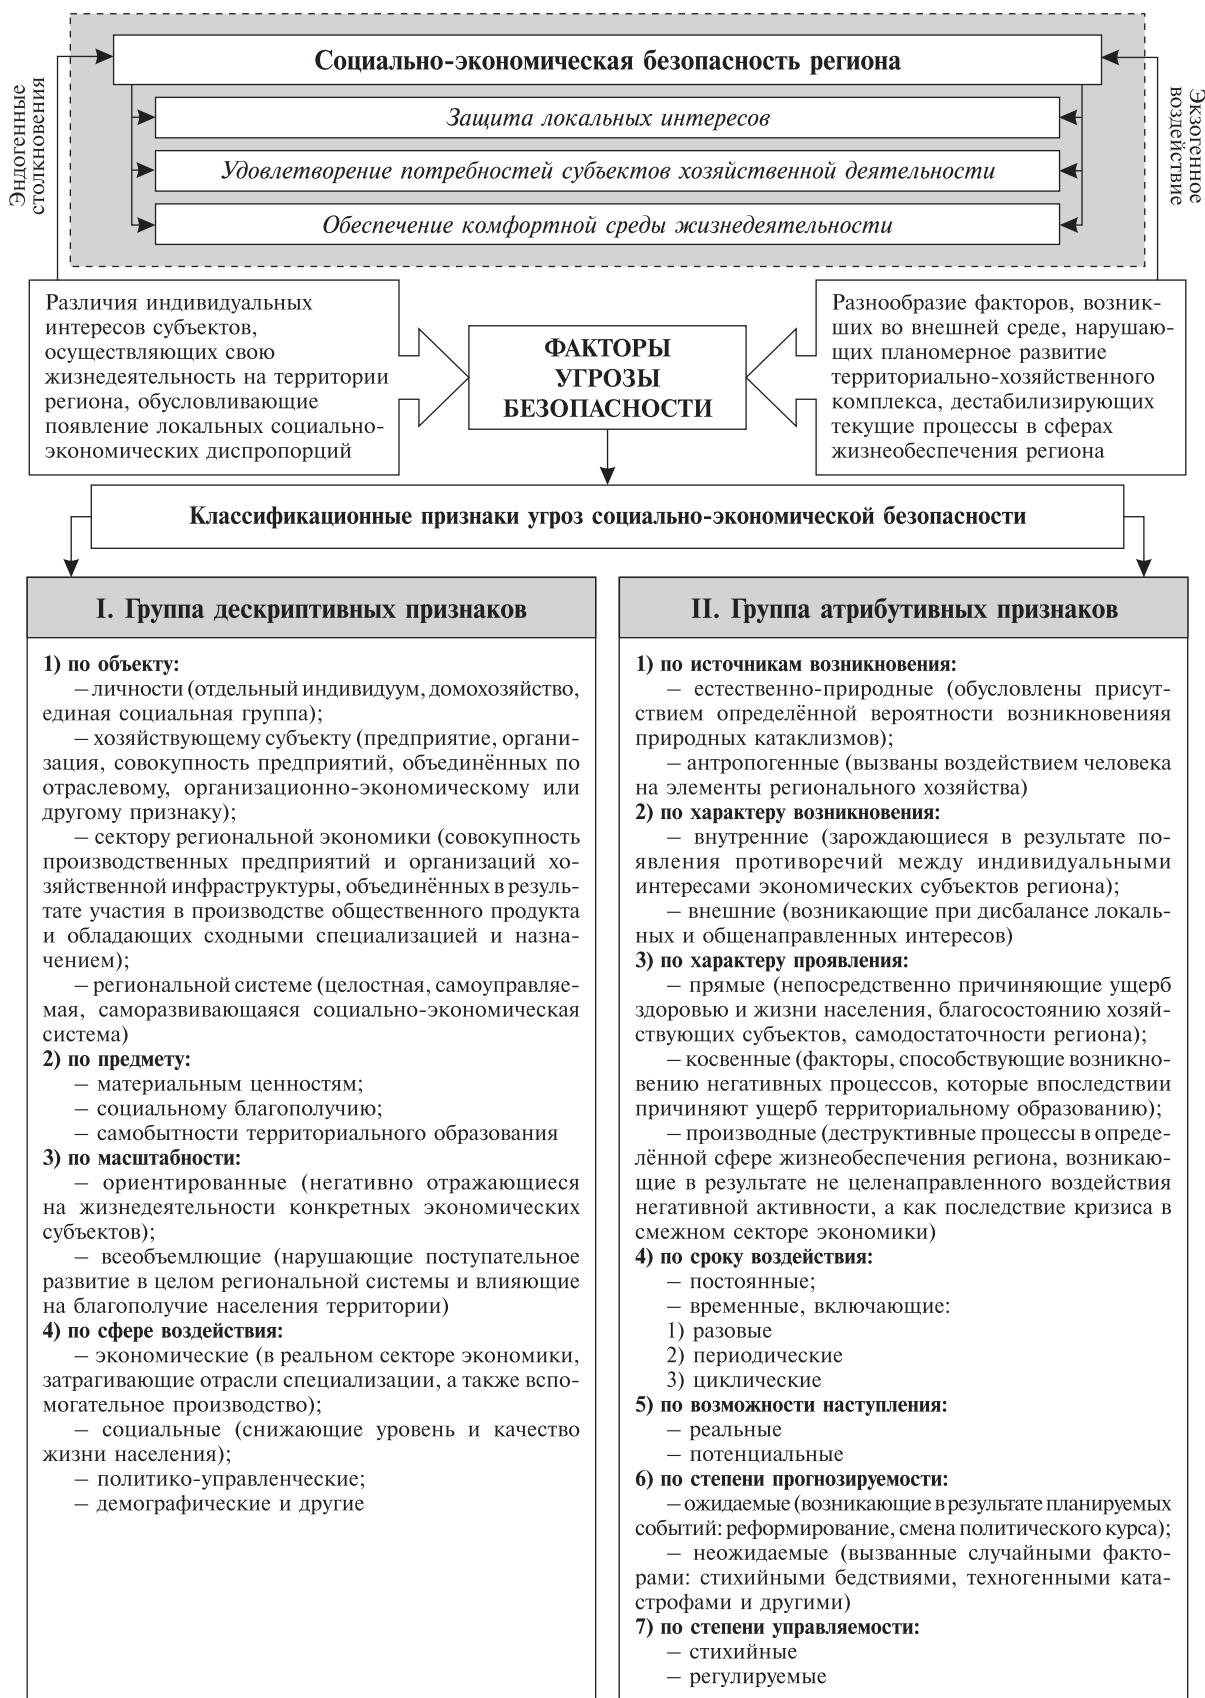 Социально-экономическая безопасность региона
Защита локальных интересов
Удовлетворение потребностей субъектов хозяйственной деятельности
Обеспечение комфортной среды жизнедеятельности
Эндогенные
столкновения
Экзогенное
воздействие
Различия индивидуальных
интересов субъектов,
осуществляющих свою
жизнедеятельность на территории
региона, обусловливающие
появление локальных социально-
экономических диспропорций
ФАКТОРЫ
УГРОЗЫ
БЕЗОПАСНОСТИ
Разнообразие факторов, возник-
ших во внешней среде, нарушаю-
щих планомерное развитие
территориально-хозяйственного
комплекса, дестабилизирующих
текущие процессы в сферах
жизнеобеспечения региона
Классификационные признаки угроз социально-экономической безопасности
I. Группа дескриптивных признаков
1) по объекту:
– личности (отдельный индивидуум, домохозяйство,
единая социальная группа);
– хозяйствующему субъекту (предприятие, органи-
зация, совокупность предприятий, объединённых по
отраслевому, организационно-экономическому или
другому признаку);
– сектору региональной экономики (совокупность
производственных предприятий и организаций хо-
зяйственной инфраструктуры, объединённых в резуль-
тате участия в производстве общественного продукта
и обладающих сходными специализацией и назна-
чением);
– региональной системе (целостная, самоуправляе-
мая, саморазвивающаяся социально-экономическая
система)
2) по предмету:
– материальным ценностям;
– социальному благополучию;
– самобытности территориального образования
3) по масштабности:
– ориентированные (негативно отражающиеся
на жизнедеятельности конкретных экономических
субъектов);
– всеобъемлющие (нарушающие поступательное
развитие в целом региональной системы и влияющие
на благополучие населения территории)
4) по сфере воздействия:
– экономические (в реальном секторе экономики,
затрагивающие отрасли специализации, а также вспо-
могательное производство);
– социальные (снижающие уровень и качество
жизни населения);
– политико-управленческие;
– демографические и другие
II. Группа атрибутивных признаков
1) по источникам возникновения:
– естественно-природные (обусловлены присут-
ствием определённой вероятности возникновенияя
природных катаклизмов);
– антропогенные (вызваны воздействием человека
на элементы регионального хозяйства)
2) по характеру возникновения:
– внутренние (зарождающиеся в результате по-
явления противоречий между индивидуальными
интересами экономических субъектов региона);
– внешние (возникающие при дисбалансе локаль-
ных и общенаправленных интересов)
3) по характеру проявления:
– прямые (непосредственно причиняющие ущерб
здоровью и жизни населения, благосостоянию хозяй-
ствующих субъектов, самодостаточности региона);
– косвенные (факторы, способствующие возникно-
вению негативных процессов, которые впоследствии
причиняют ущерб территориальному образованию);
– производные (деструктивные процессы в опреде-
лённой сфере жизнеобеспечения региона, возникаю-
щие в результате не целенаправленного воздействия
негативной активности, а как последствие кризиса в
смежном секторе экономики)
4) по сроку воздействия:
– постоянные;
– временные, включающие:
1) разовые
2) периодические
3) циклические
5) по возможности наступления:
– реальные
– потенциальные
6) по степени прогнозируемости:
– ожидаемые (возникающие в результате планируемых
событий: реформирование, смена политического курса);
– неожидаемые (вызванные случайными факто-
рами: стихийными бедствиями, техногенными ката-
строфами и другими)
7) по степени управляемости:
– стихийные
– регулируемые